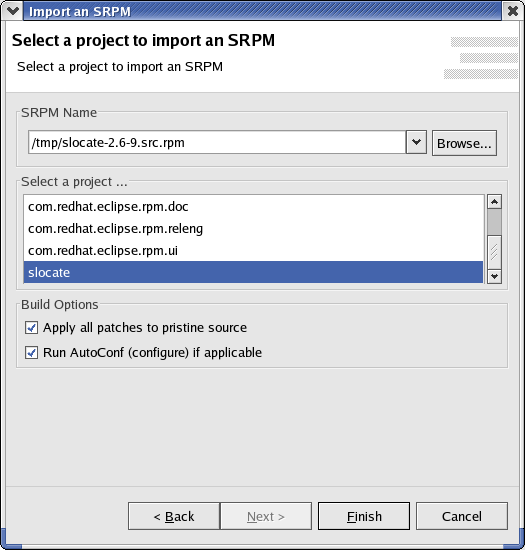 Import an SRPM
Select a project to import an SRPM
Select a project to import an SRPM
SRPM Name
/tmp/slocate-2.6-9.src.rpm
Browse...
Select a project ...
com.redhat.eclipse.rpm.doc
com.redhat.eclipse.rpm.releng
com.redhat.eclipse.rpm.ui
slocate
Build Options
Apply all patches to pristine source
Run AutoConf (configure) if applicable
< Back
Next >
Finish
Cancel